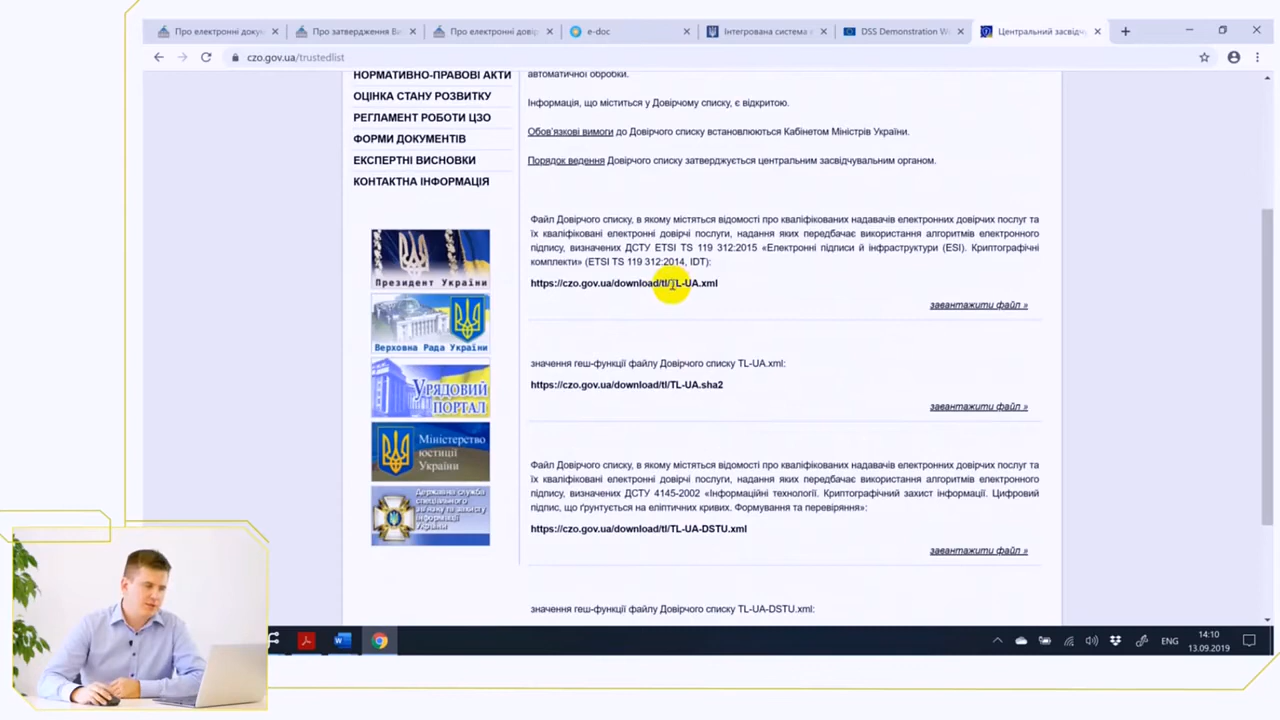 Про електронні докум
Про затвердження Ви
Про електронні довір
e-doc
Інтегрована система е
DSS Demonstration W
Центральний засвідч
czo.gov.ua/trustedlist
НОРМАТИВНО-ПРАВОВІ АКТИ
ОЦІНКА СТАНУ РОЗВИТКУ
РЕГЛАМЕНТ РОБОТИ ЦЗО
ФОРМИ ДОКУМЕНТІВ
ЕКСПЕРТНІ ВИСНОВКИ
КОНТАКТНА ІНФОРМАЦІЯ
Президент України
Верховна Рада України
Урядовий
ПОРТАЛ
Міністерство
юстиції
України
Державна служба
спеціального
зв'язку та захисту
інформації
України
автоматичної обробки.
Інформація, що міститься у Довірчому списку, є відкритою.
Обов'язкові вимоги до Довірчого списку встановлюються Кабінетом Міністрів України.
Порядок ведення Довірчого списку затверджується центральним засвідчувальним органом.
Файл Довірчого списку, в якому містяться відомості про кваліфікованих надавачів електронних довірчих послуг та
їх кваліфіковані електронні довірчі послуги, надання яких передбачає використання алгоритмів електронного
підпису, визначених ДСТУ ETSI TS 119 312:2015 «Електронні підписи й інфраструктури (ESI). Криптографічні
комплекти» (ETSI TS 119 312:2014, IDT):
https://czo.gov.ua/download/tl/TL-UA.xml
завантажити файл »
значення геш-функції файлу Довірчого списку TL-UA.xml:
https://czo.gov.ua/download/tl/TL-UA.sha2
завантажити файл »
Файл Довірчого списку, в якому містяться відомості про кваліфікованих надавачів електронних довірчих послуг та
їх кваліфіковані електронні довірчі послуги, надання яких передбачає використання алгоритмів електронного
підпису, визначених ДСТУ 4145-2002 «Інформаційні технології. Криптографічний захист інформації. Цифровий
підпис, що ґрунтується на еліптичних кривих. Формування та перевіряння»:
https://czo.gov.ua/download/tl/TL-UA-DSTU.xml
завантажити файл »
значення геш-функції файлу Довірчого списку TL-UA-DSTU.xml:
ENG
14:10
13.09.2019